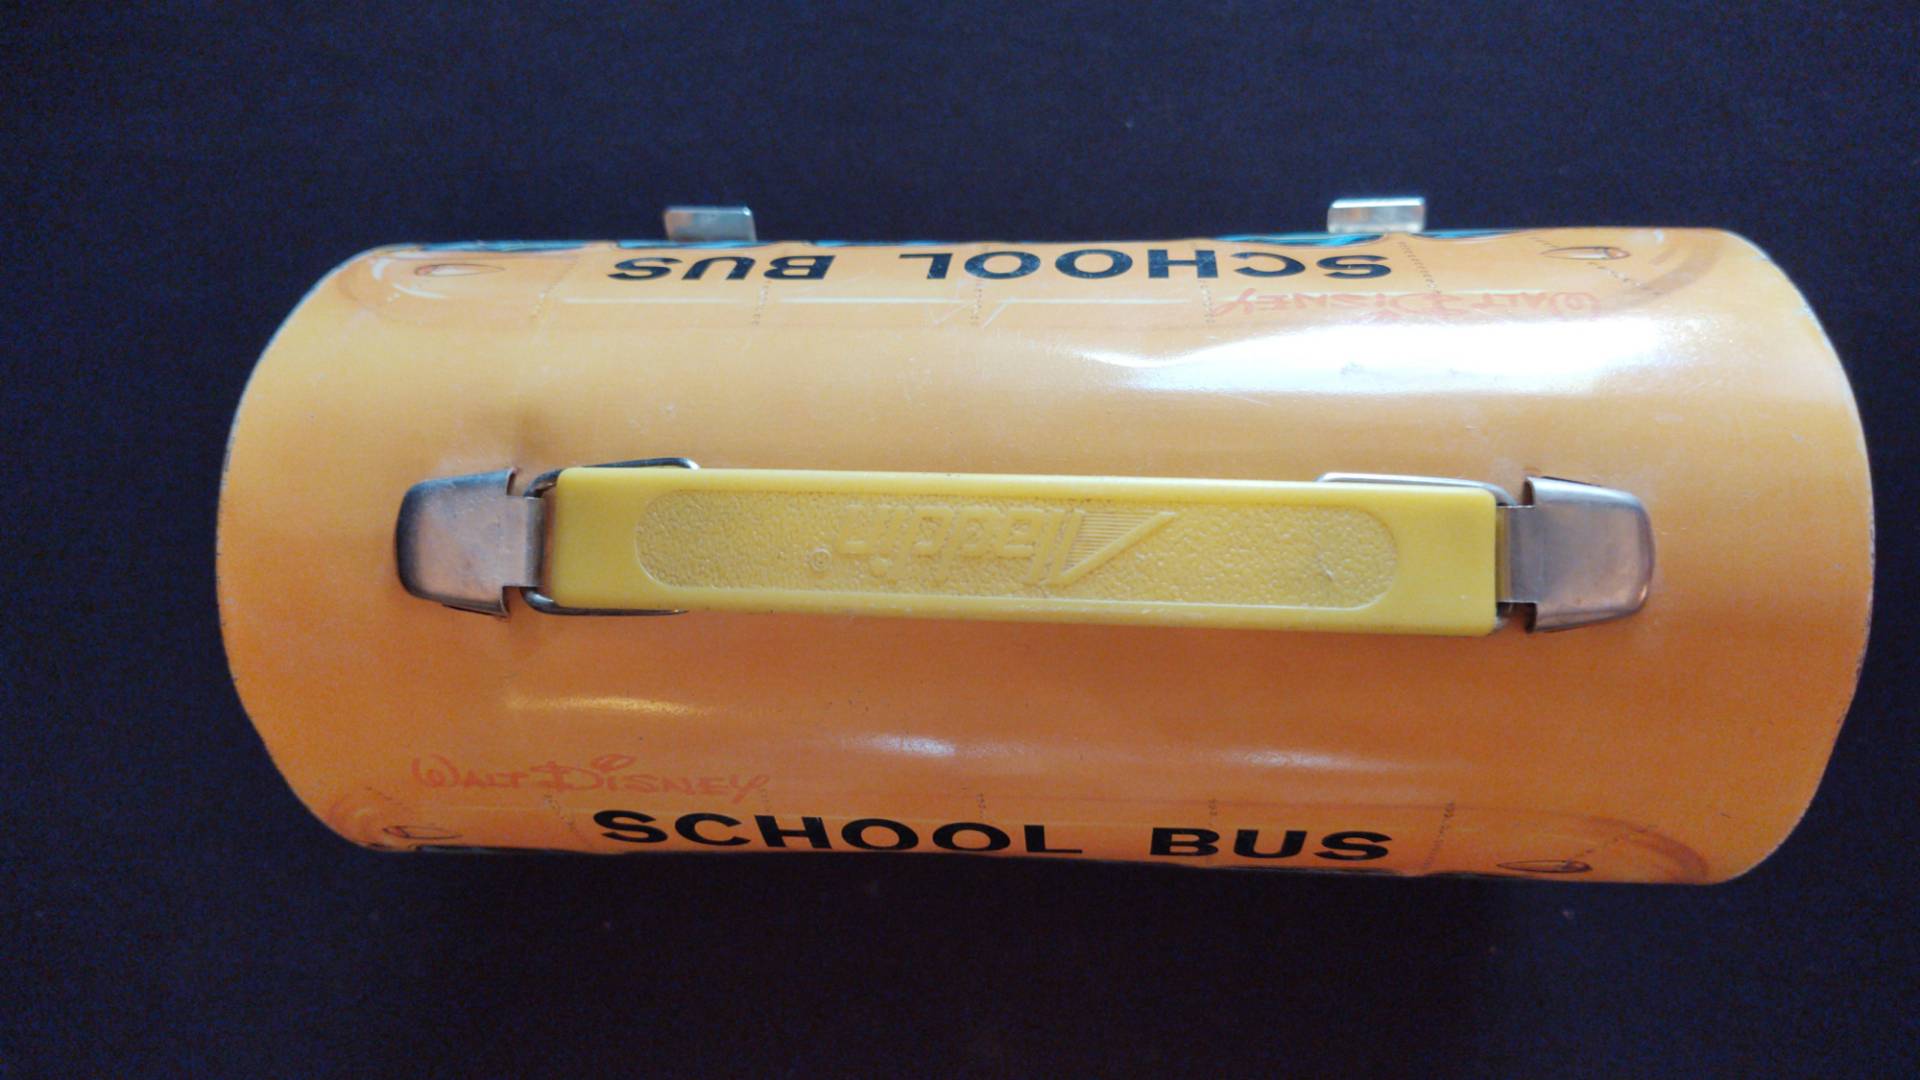 SCHOOL BUS
WALT DISNEY
Aladdin ®
WALT DISNEY
SCHOOL BUS